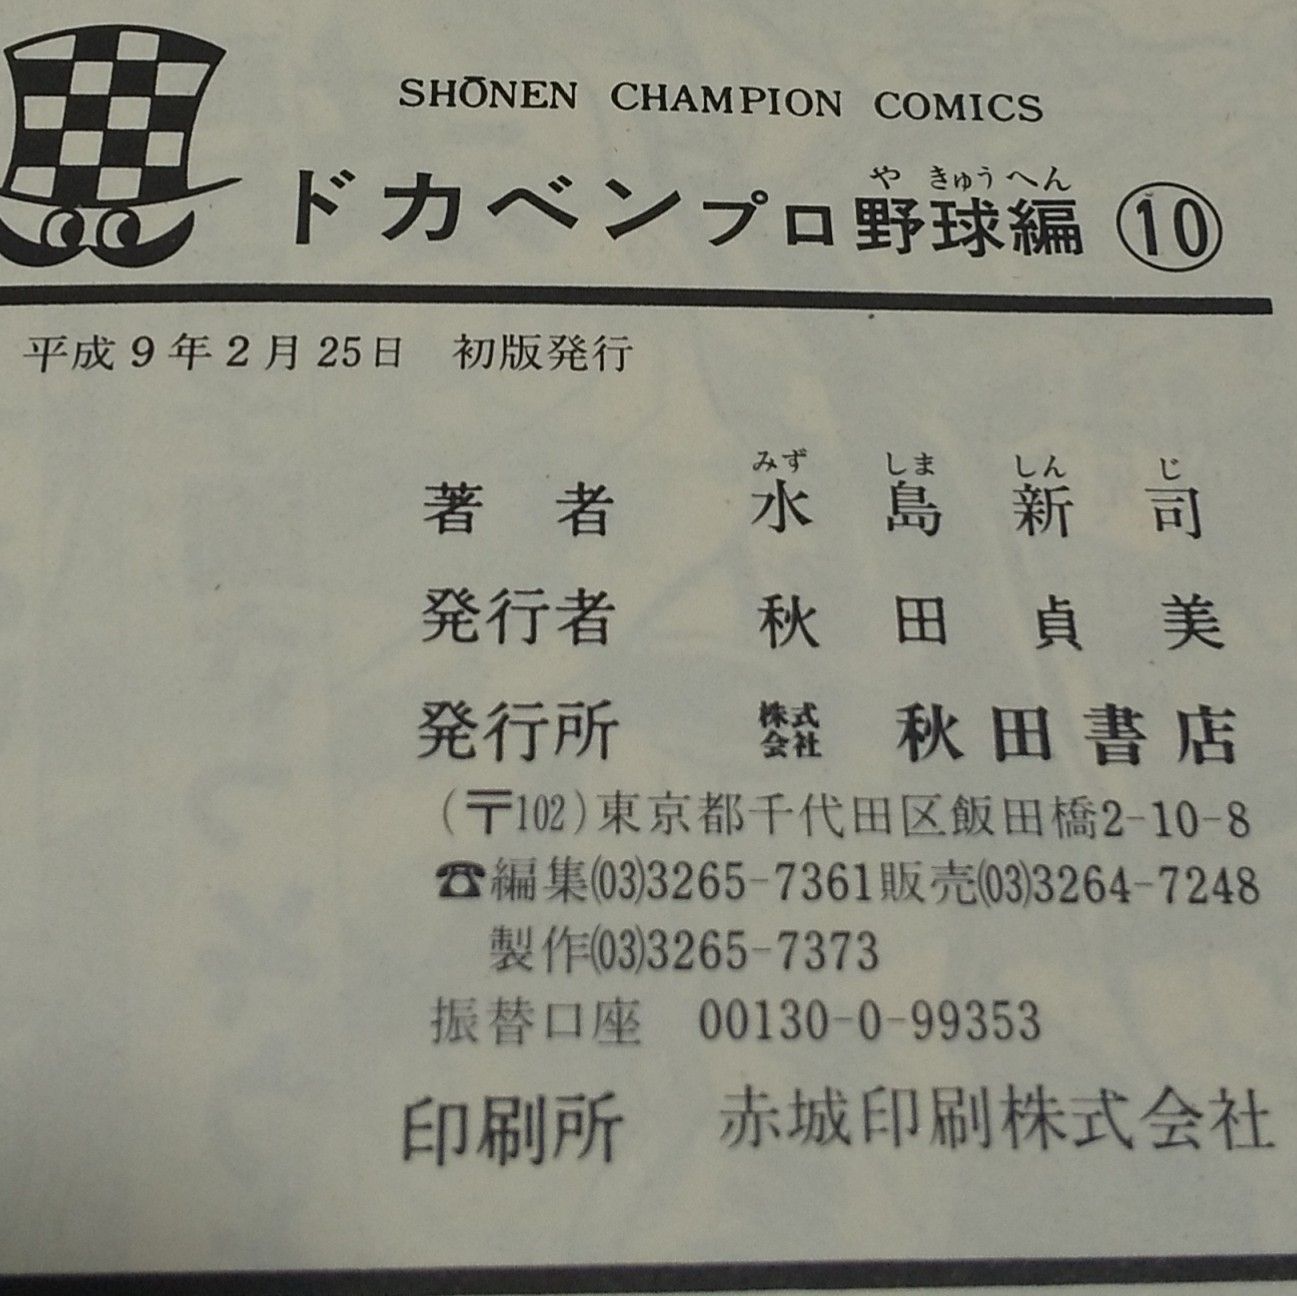 SHŌNEN CHAMPION COMICS
ドカベンプロ野球編⑩
やきゅうへん
平成9年2月25日 初版発行
みずしましんじ
著者 水島新司
発行者 秋田貞美
発行所 株式会社 秋田書店
(〒102)東京都千代田区飯田橋2-10-8
☎編集(03)3265-7361販売(03)3264-7248
製作(03)3265-7373
振替口座 00130-0-99353
印刷所 赤城印刷株式会社